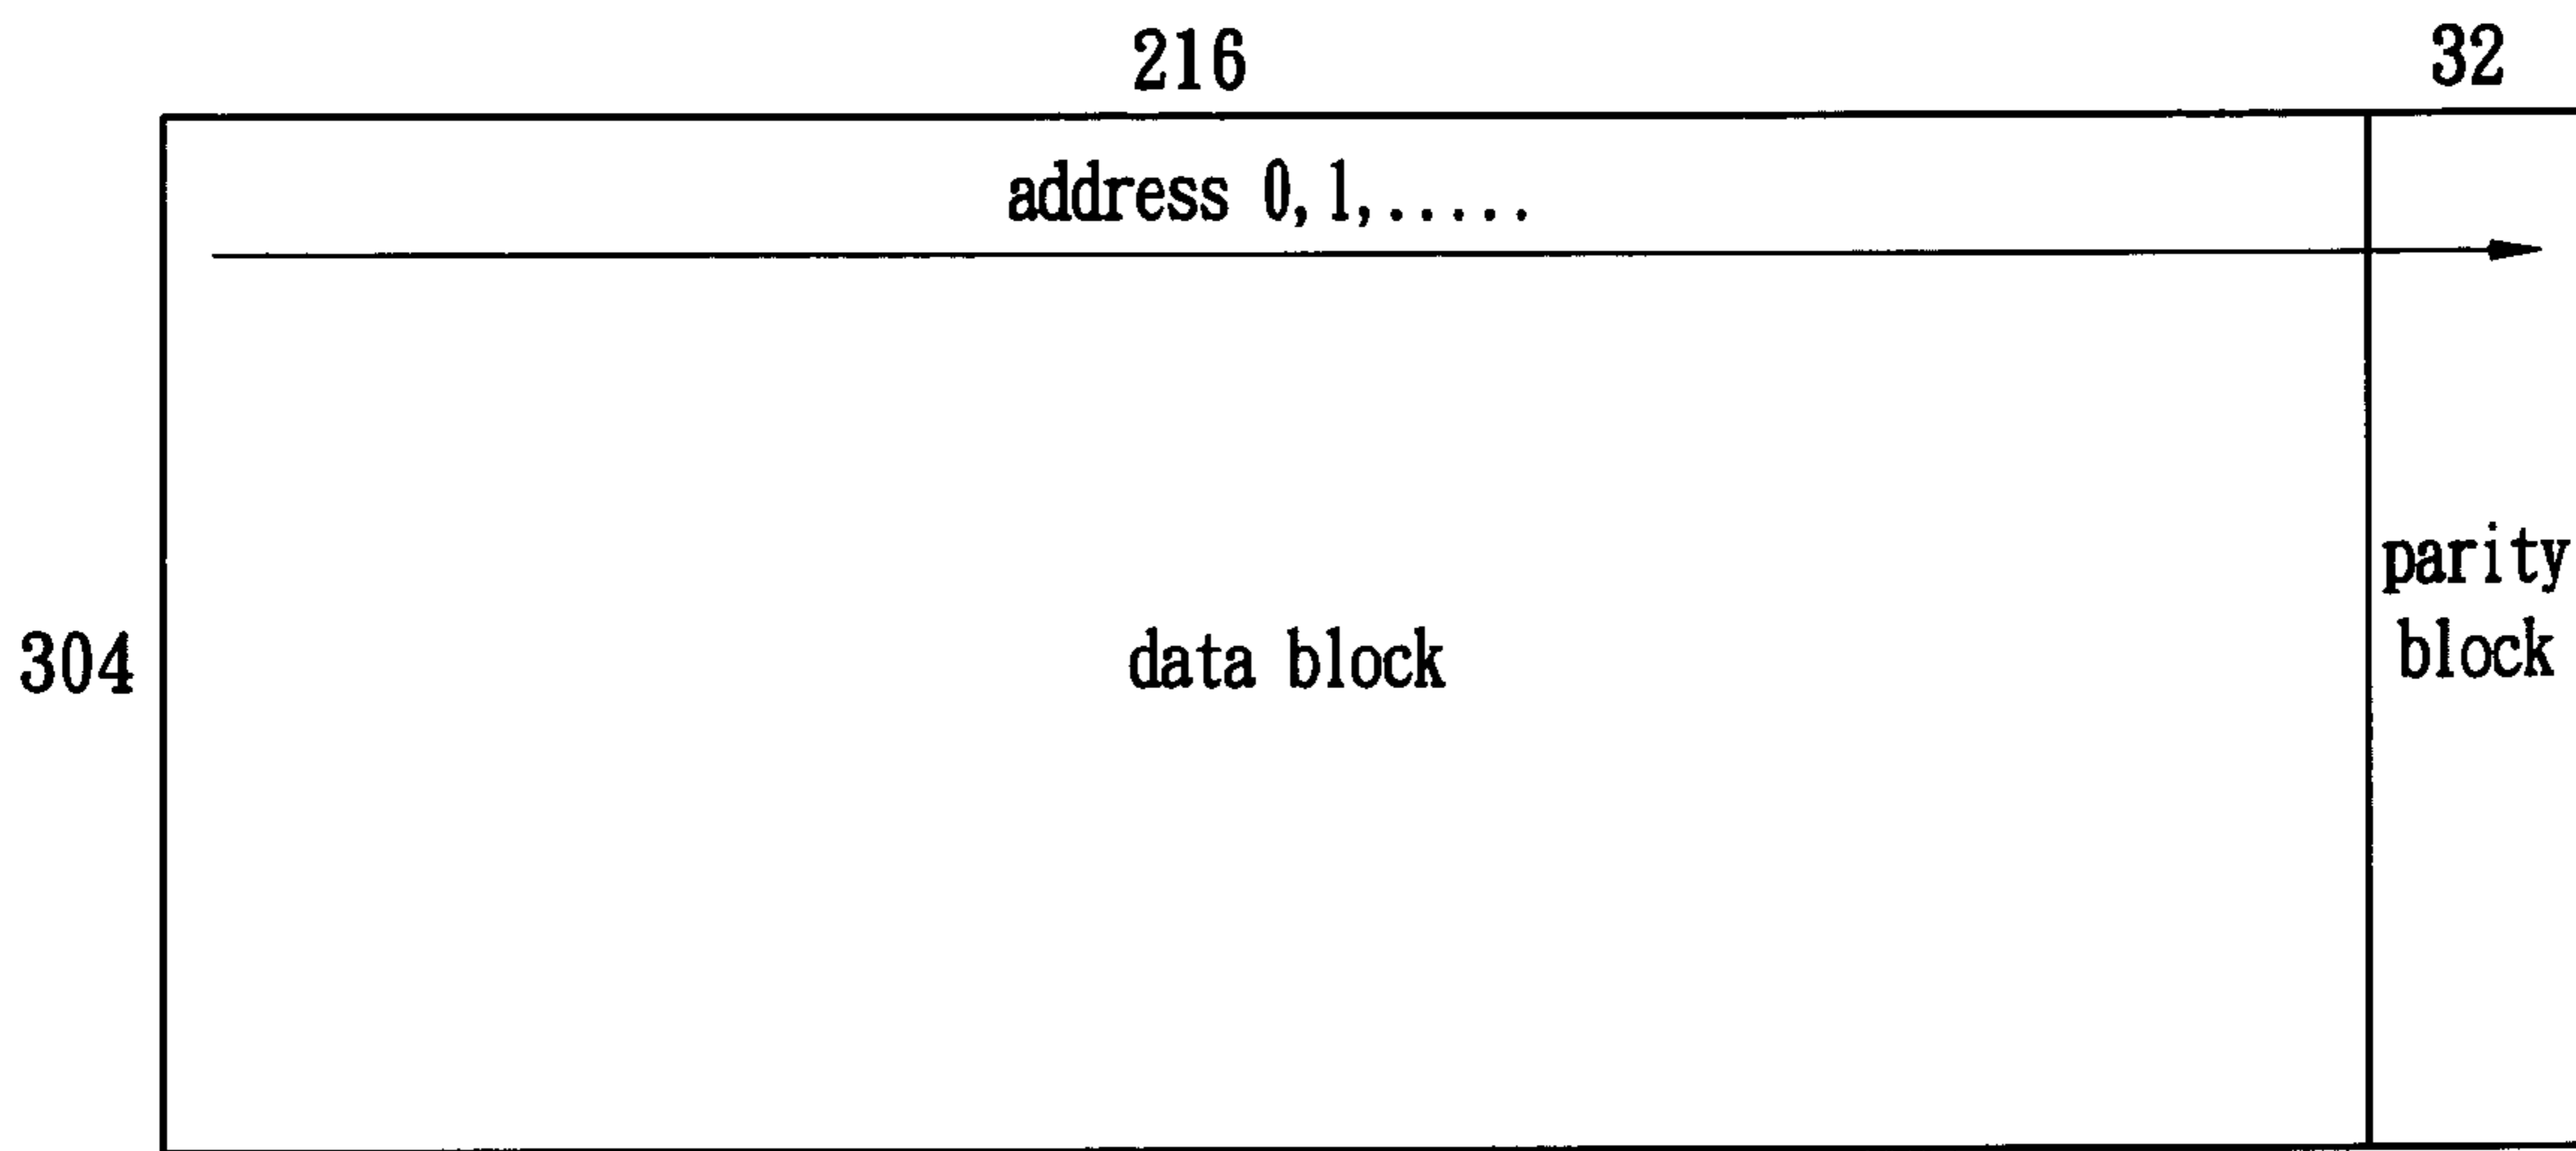 216
32
address 0,1,.....
304
data block
parity
block